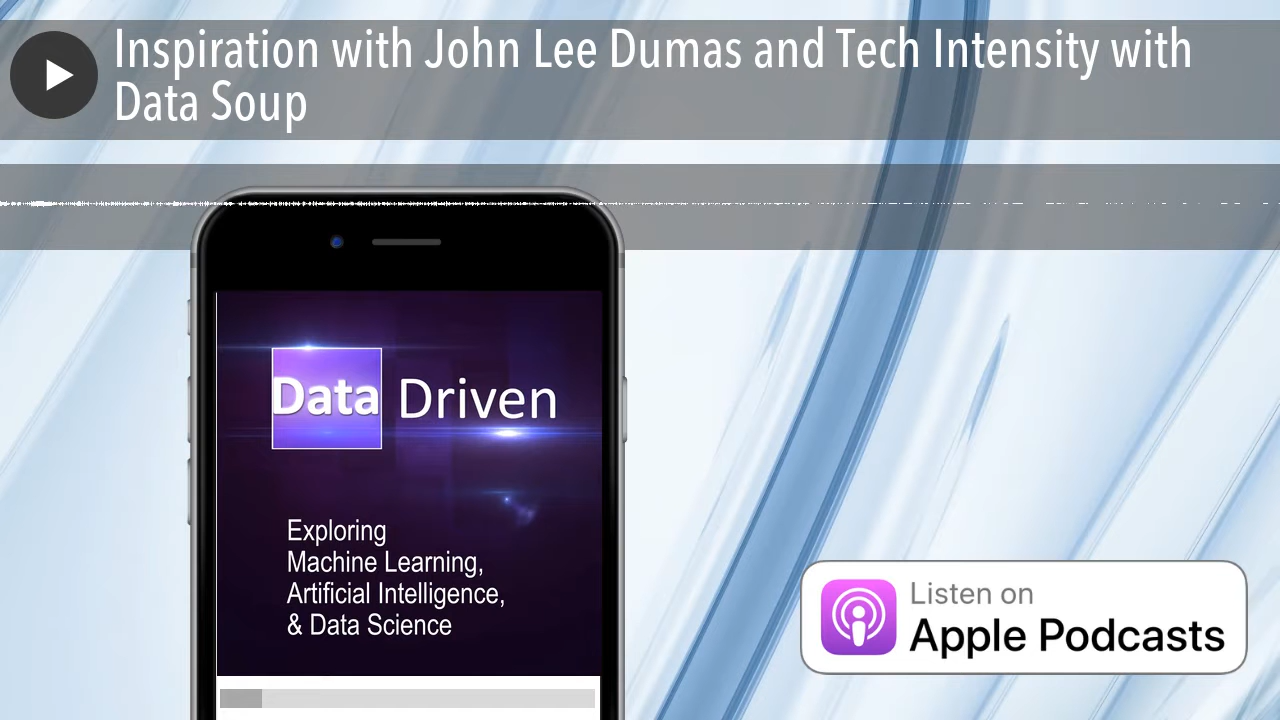 Inspiration with John Lee Dumas and Tech Intensity with
Data Soup
Data Driven
Exploring
Machine Learning,
Artificial Intelligence,
& Data Science
Listen on
Apple Podcasts